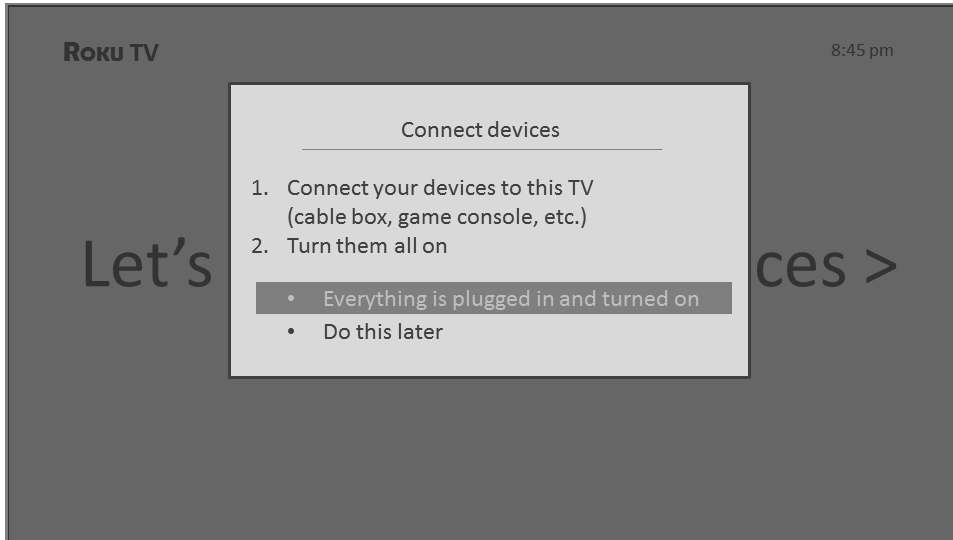 Roku TV
8:45 pm
Connect devices
1. Connect your devices to this TV
(cable box, game console, etc.)
2. Turn them all on
Let's ces >
• Everything is plugged in and turned on
• Do this later